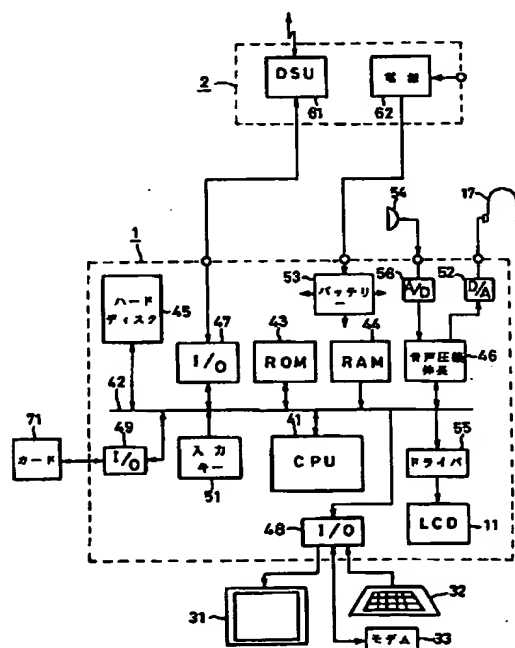 DSU
61
電源
62
2
54
17
1
ハード
ディスク
45
47
I/O
43
ROM
53
バッテリ
ー
44
RAM
56
A/D
52
D/A
音声圧縮
伸長
46
42
71
カード
49
I/O
入力
キー
51
41
CPU
55
ドライバ
LCD
11
48
I/O
31
32
モデム
33